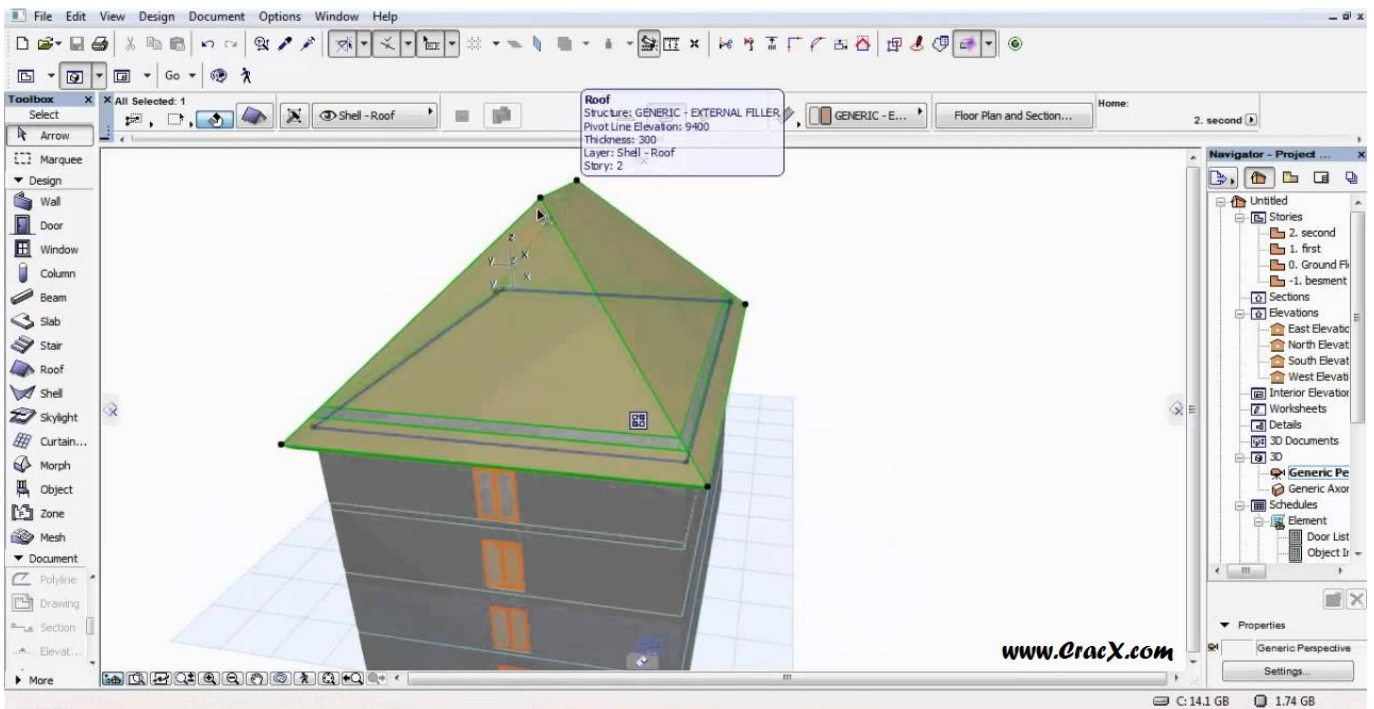 File Edit View Design Document Options Window Help
Go
Toolbox
Select
All Selected: 1
Shell - Roof
GENERIC - E...
Floor Plan and Section...
Home:
2. second
Roof
Structure: GENERIC - EXTERNAL FILLER
Pivot Line Elevation: 9400
Thickness: 300
Layer: Shell - Roof
Story: 2
Arrow
Marquee
Design
Wall
Door
Window
Column
Beam
Slab
Stair
Roof
Shell
Skylight
Curtain...
Morph
Object
Zone
Mesh
Document
Polyline
Drawing
Section
Elevat...
More
z
y z x
x
y
Navigator - Project ...
Untitled
Stories
2. second
1. first
0. Ground Fl
-1. besment
Sections
Elevations
East Elevatic
North Elevat
South Elevat
West Elevati
Interior Elevation
Worksheets
Details
3D Documents
3D
Generic Pe
Generic Axor
Schedules
Element
Door List
Object Ir
Properties
Generic Perspective
Settings...
www.CracX.com
C: 14.1 GB 1.74 GB